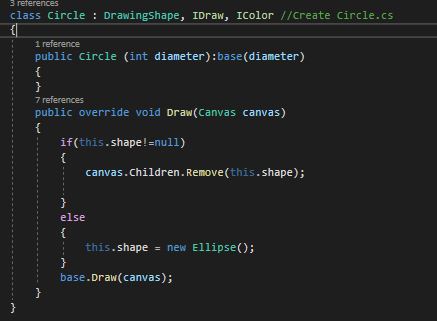 3 references
class Circle : DrawingShape, IDraw, IColor //Create Circle.cs
{
1 reference
public Circle (int diameter):base(diameter)
{
}
7 references
public override void Draw(Canvas canvas)
{
if(this.shape!=null)
{
canvas.Children.Remove(this.shape);
}
else
{
this.shape = new Ellipse();
}
base.Draw(canvas);
}
}